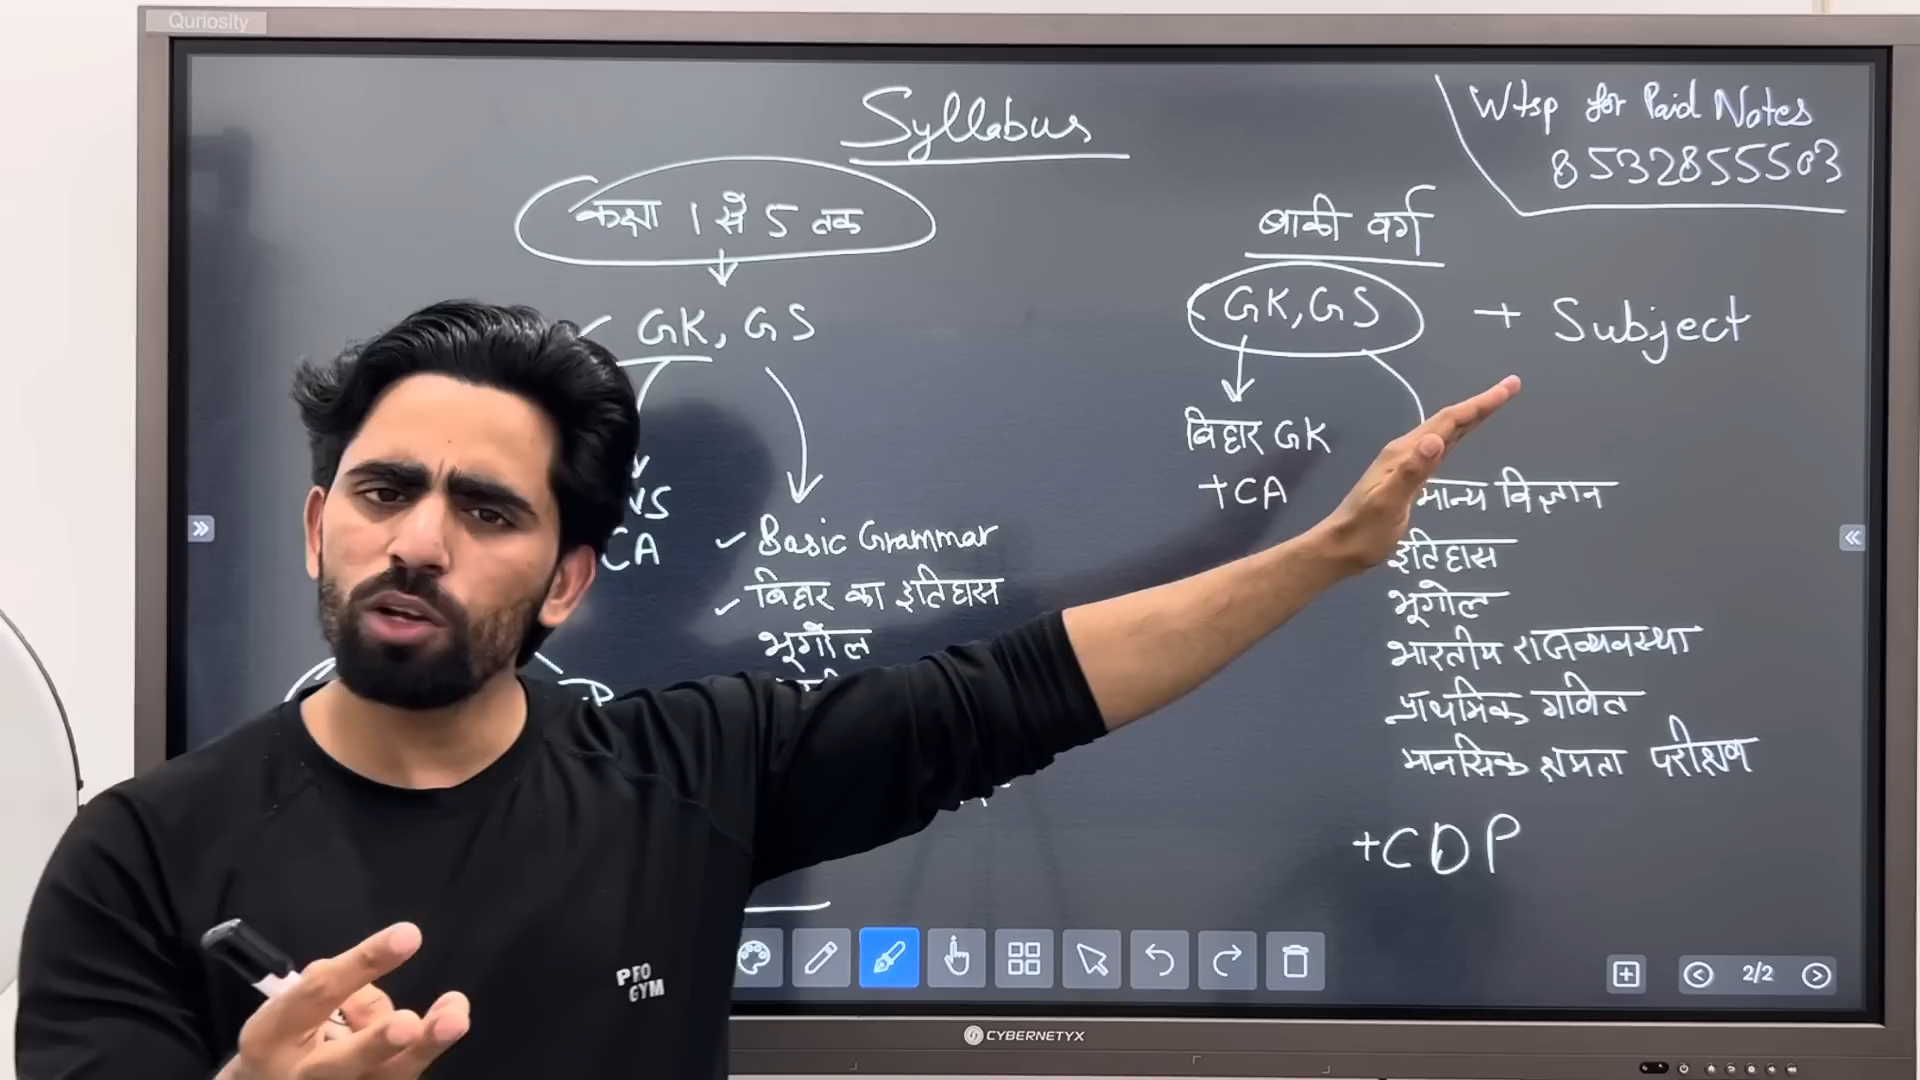 Quriosity
Syllabus
Wtsp for Paid Notes
8532855503
कक्षा 1 से 5 तक
GK, GS
CA
Basic Grammar
बिहार का इतिहास
भूगोल
बाकी वर्ग
GK, GS + Subject
बिहार GK
+CA
विज्ञान
इतिहास
भूगोल
भारतीय राजव्यवस्था
प्राथमिक गणित
मानसिक क्षमता परीक्षण
+CDP
PRO
GYM
2/2
CYBERNETYX